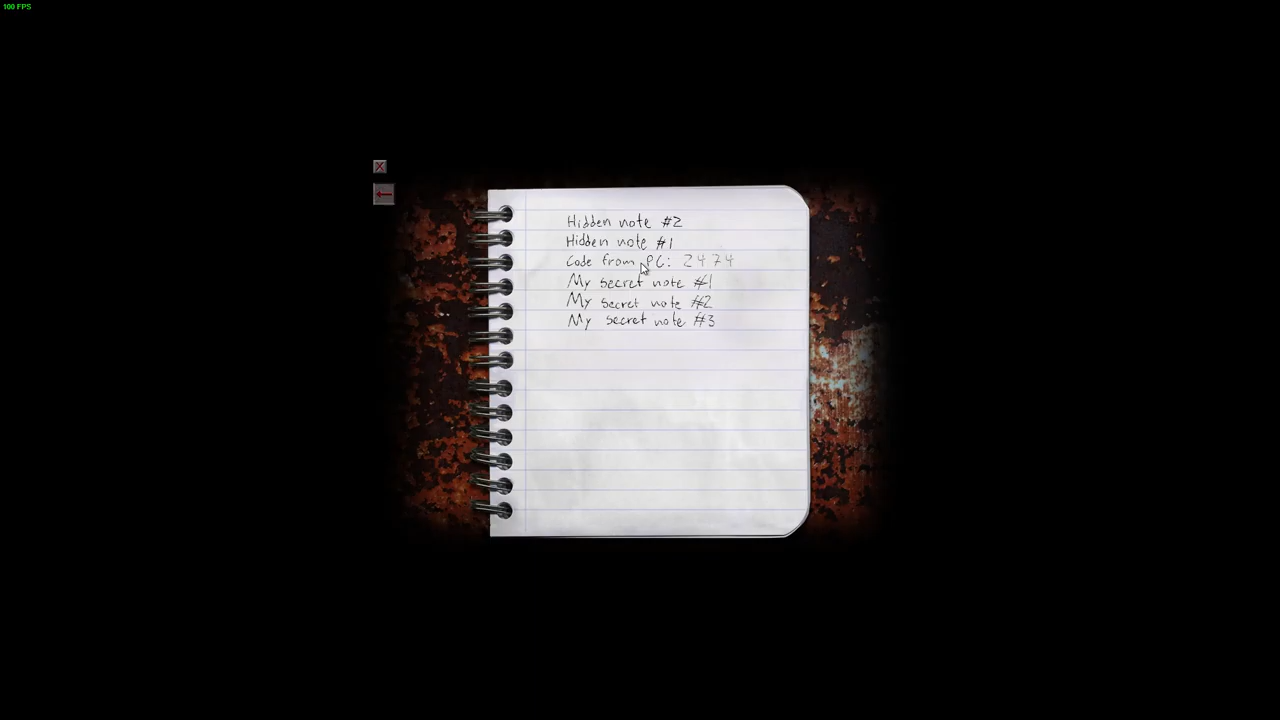 100 FPS
Hidden note #2
Hidden note #1
Code from PC: 2474
My secret note #1
My secret note #2
My secret note #3